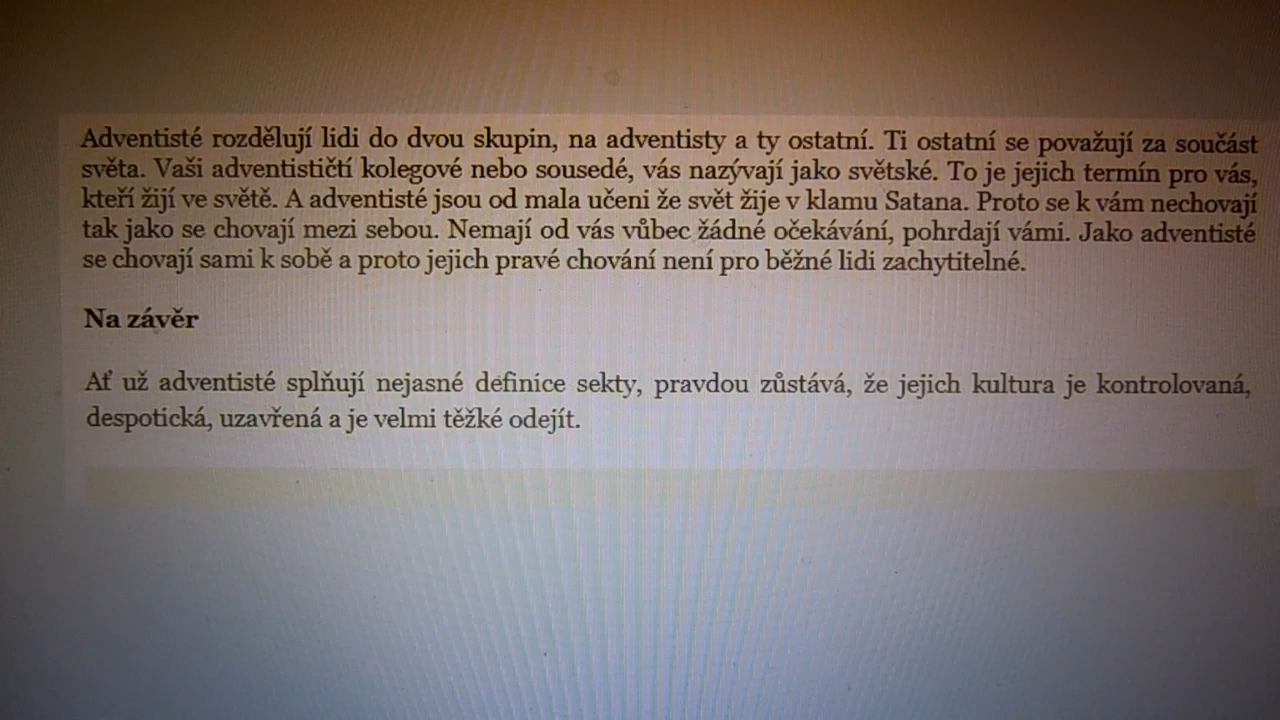 Adventisté rozdělují lidi do dvou skupin, na adventisty a ty ostatní. Ti ostatní se považují za součást
světa. Vaši adventističtí kolegové nebo sousedé, vás nazývají jako světské. To je jejich termín pro vás,
kteří žijí ve světě. A adventisté jsou od mala učeni že svět žije v klamu Satana. Proto se k vám nechovají
tak jako se chovají mezi sebou. Nemají od vás vůbec žádné očekávání, pohrdají vámi. Jako adventisté
se chovají sami k sobě a proto jejich pravé chování není pro běžné lidi zachytitelné.
Na závěr
Ať už adventisté splňují nejasné definice sekty, pravdou zůstává, že jejich kultura je kontrolovaná,
despotická, uzavřená a je velmi těžké odejít.